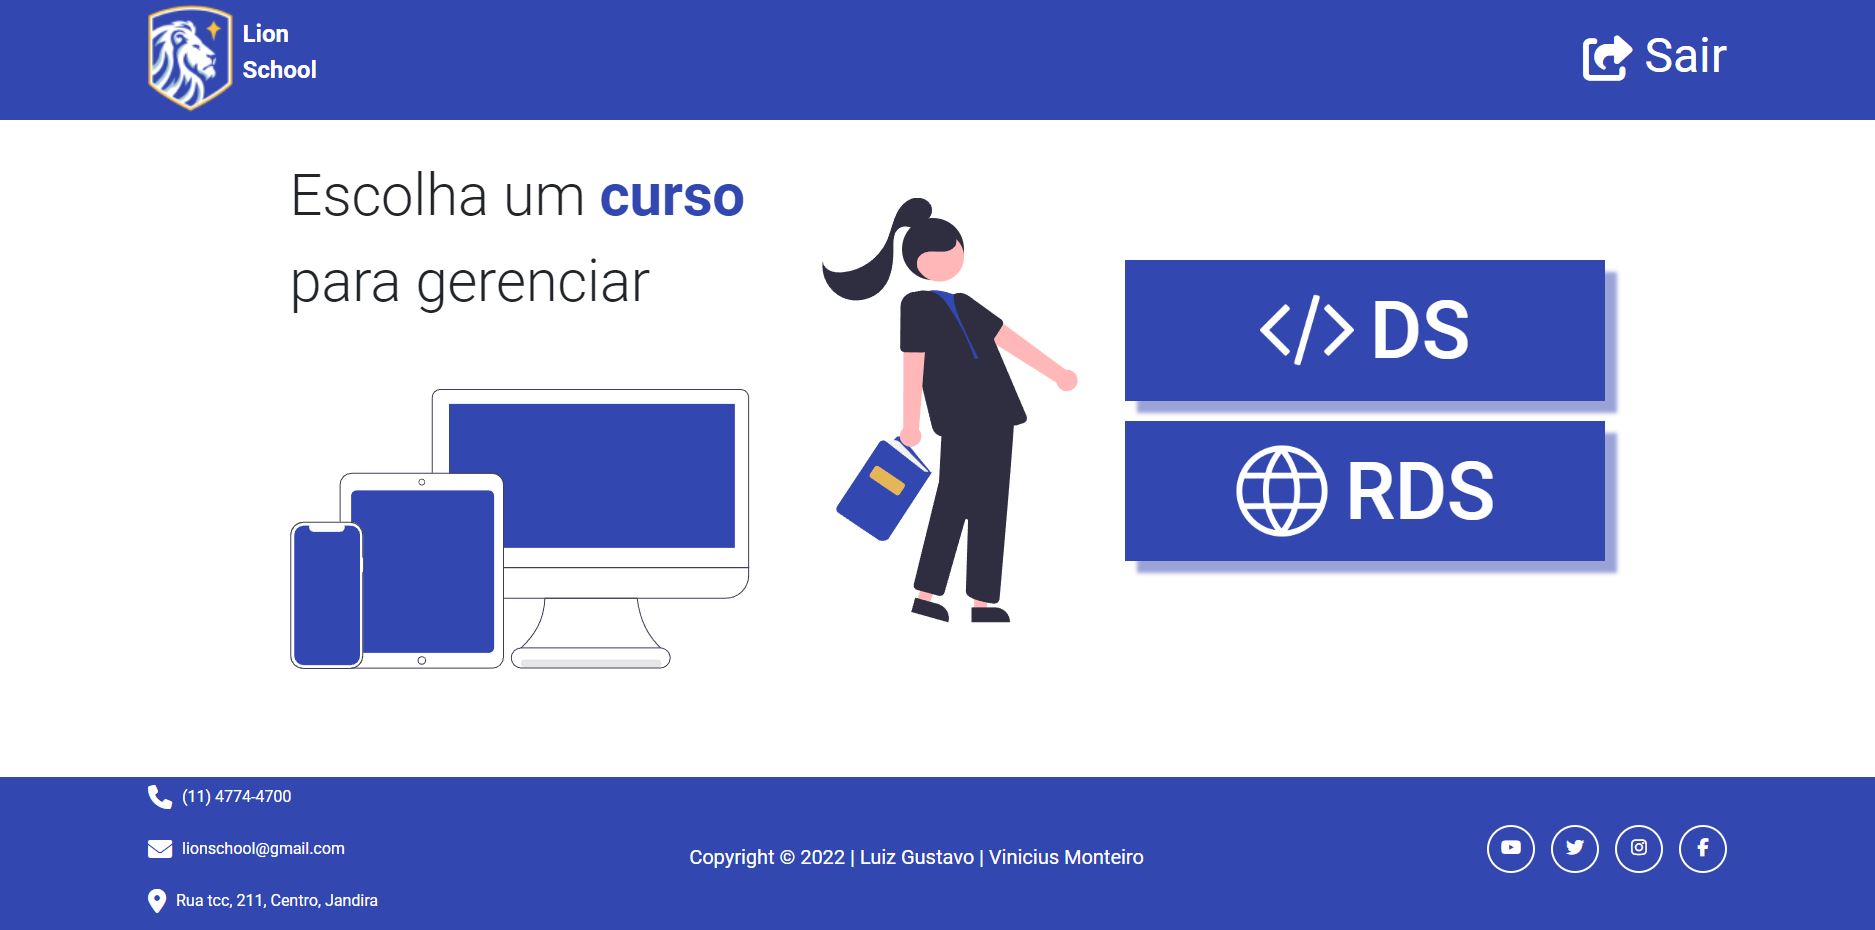 Lion
School
Sair
Escolha um curso
para gerenciar
DS
RDS
(11) 4774-4700
lionschool@gmail.com
Rua tcc, 211, Centro, Jandira
Copyright © 2022 | Luiz Gustavo | Vinicius Monteiro